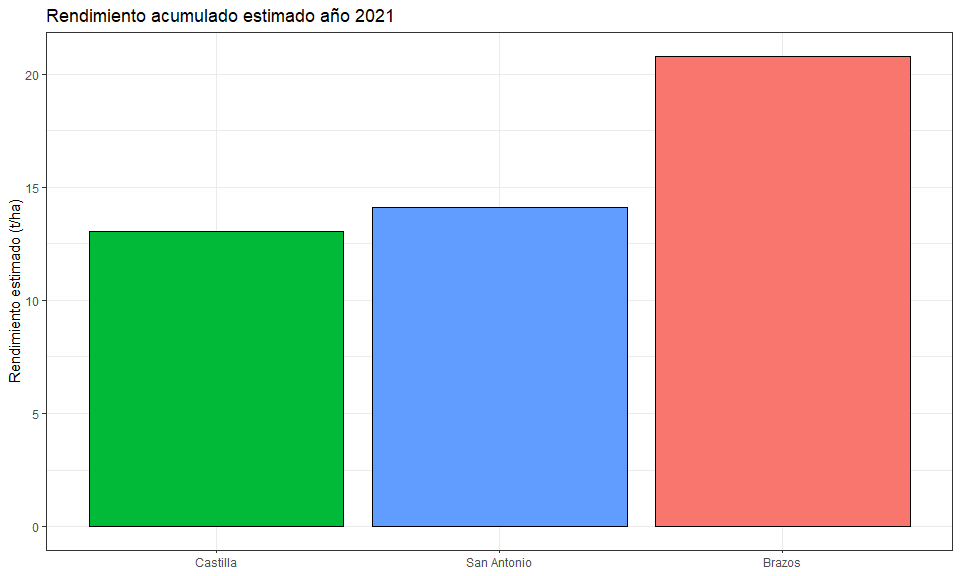 Rendimiento acumulado estimado año 2021
Rendimiento estimado (t/ha)
20
15
10
5
0
Castilla
San Antonio
Brazos